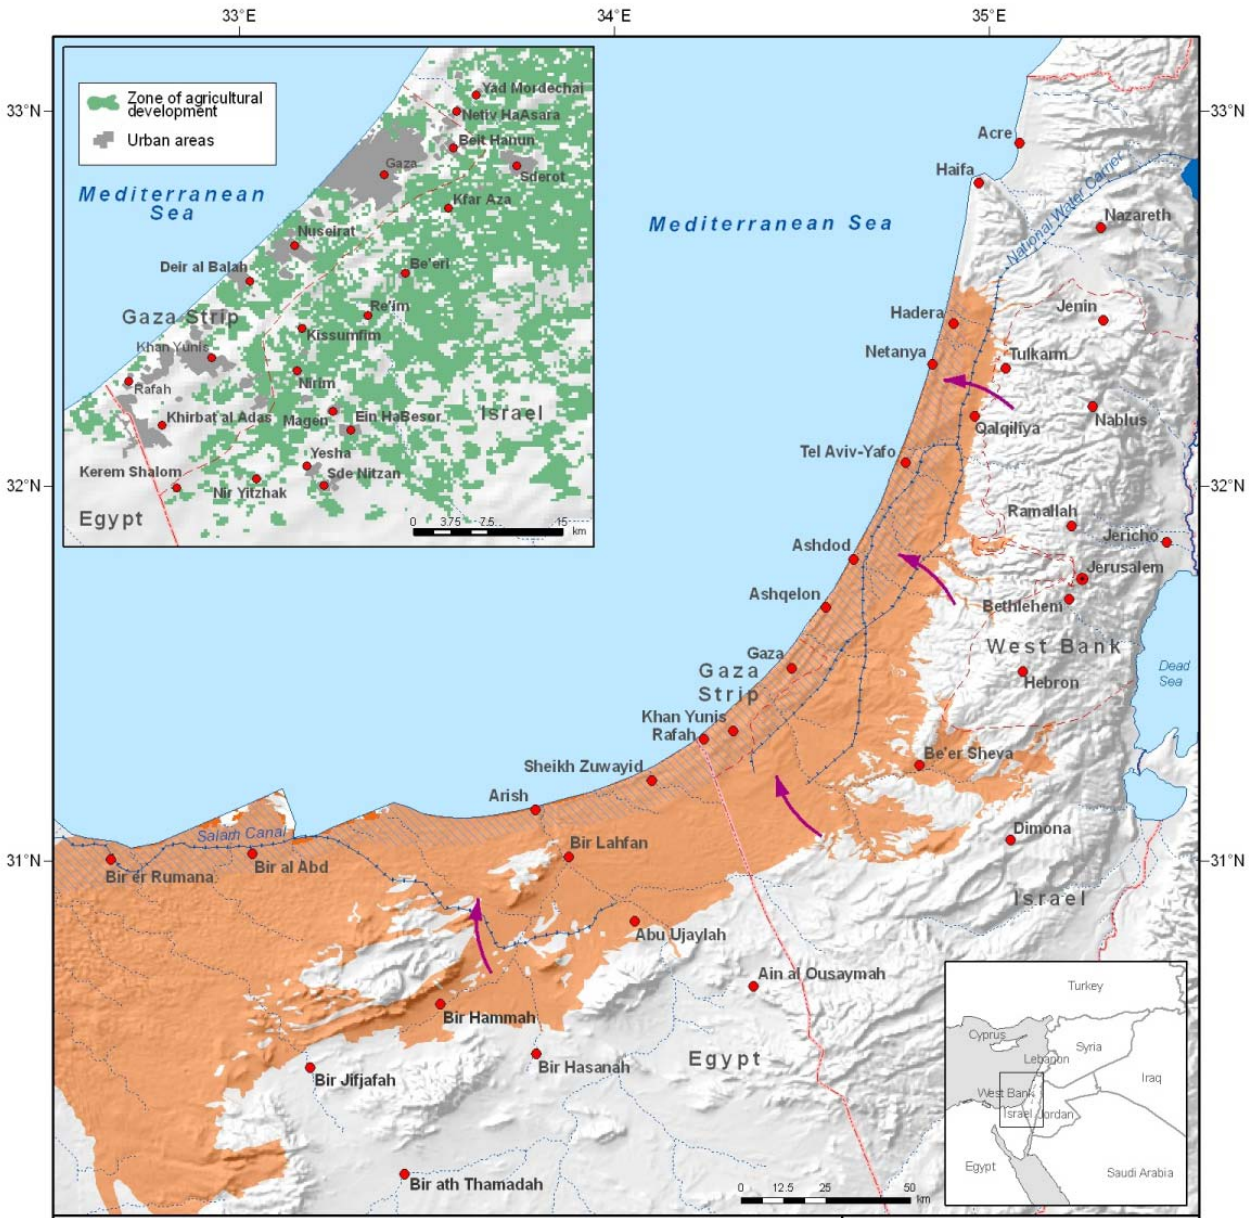 33°E
34°E
35°E
33°N
32°N
31°N
33°N
32°N
31°N
Zone of agricultural
development
Urban areas
Mediterranean
Sea
Yad Mordechai
Netiv HaAsara
Beit Hanun
Sderot
Gaza
Kfar Aza
Nuseirat
Deir al Balah
Be'eri
Re'im
Gaza Strip
Kissumfim
Khan Yunis
Rafah
Nirim
Khirbat al Adas
Magen
Ein HaBesor
Israel
Yesha
Kerem Shalom
Sde Nitzan
Nir Yitzhak
Egypt
0 3.75 7.5 15
km
Mediterranean Sea
Acre
Haifa
National Water Carrier
Nazareth
Hadera
Jenin
Netanya
Tulkarm
Nablus
Qalqiliya
Tel Aviv-Yafo
Ramallah
Jericho
Ashdod
Jerusalem
Ashqelon
Bethlehem
West Bank
Gaza
Gaza
Strip
Hebron
Dead
Sea
Khan Yunis
Rafah
Be'er Sheva
Sheikh Zuwayid
Arish
Salam Canal
Dimona
Bir Lahfan
Bir er Rumana
Bir al Abd
Israel
Abu Ujaylah
Ain al Ousaymah
Bir Hammah
Egypt
Bir Hasanah
Bir Jifjafah
Bir ath Thamadah
0 12.5 25 50
km
Turkey
Cyprus
Syria
Lebanon
Iraq
West Bank
Israel
Jordan
Egypt
Saudi Arabia